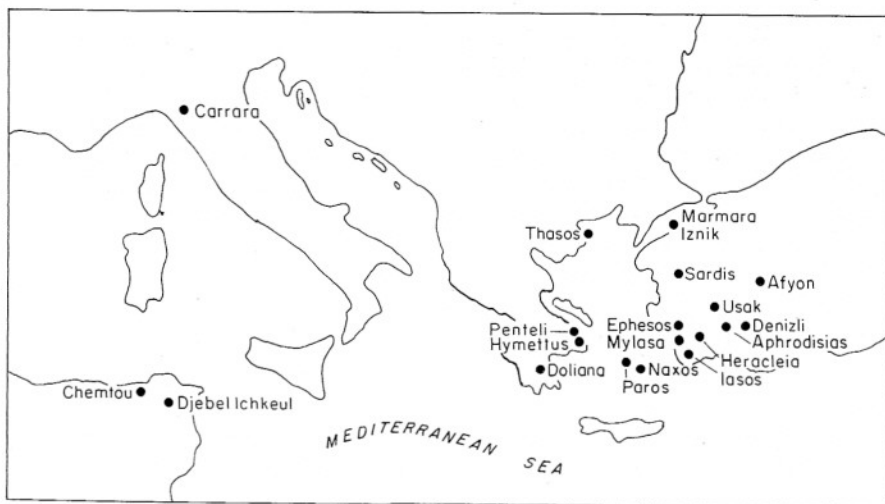 Carrara
Thasos
Marmara
Iznik
Sardis
Afyon
Usak
Penteli
Hymettus
Ephesos
Mylasa
Denizli
Aphrodisias
Heracleia
Iasos
Doliana
Naxos
Paros
Chemtou
Djebel Ichkeul
MEDITERRANEAN SEA